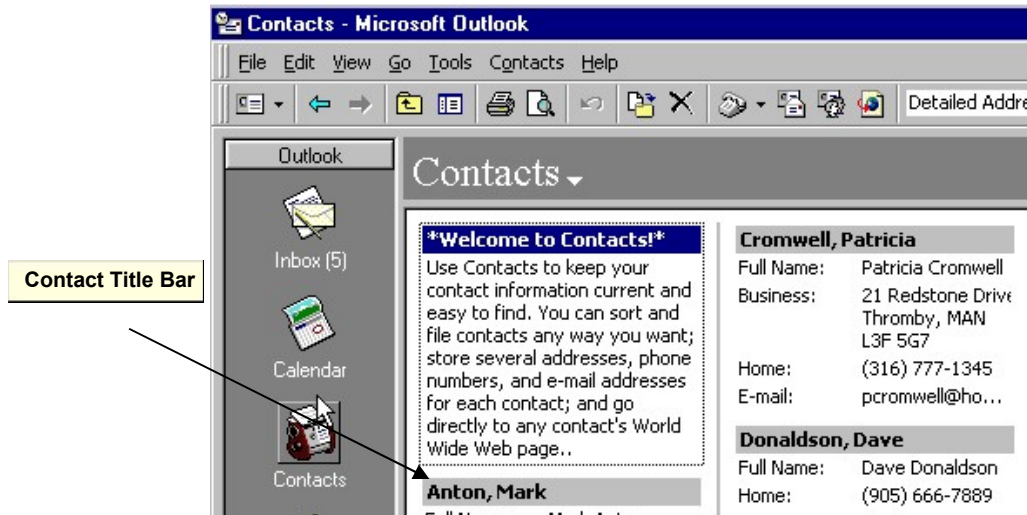 Contacts - Microsoft Outlook
File Edit View Go Tools Contacts Help
Detailed Addre
Outlook
Contacts
Inbox (5)
Calendar
Contacts
Contact Title Bar
*Welcome to Contacts!*
Use Contacts to keep your
contact information current and
easy to find. You can sort and
file contacts any way you want;
store several addresses, phone
numbers, and e-mail addresses
for each contact; and go
directly to any contact's World
Wide Web page..
Anton, Mark
Cromwell, Patricia
Full Name: Patricia Cromwell
Business: 21 Redstone Drive
Thromby, MAN
L3F 5G7
Home: (316) 777-1345
E-mail: pcromwell@ho...
Donaldson, Dave
Full Name: Dave Donaldson
Home: (905) 666-7889